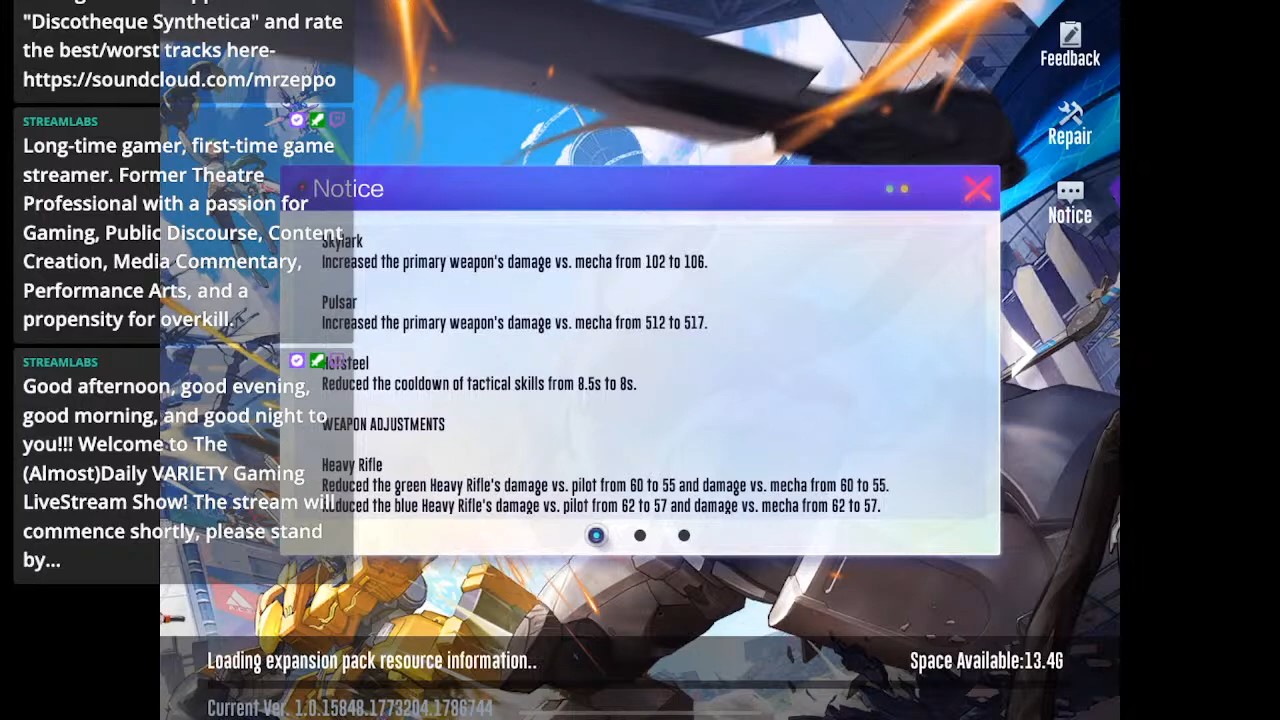 "Discotheque Synthetica" and rate
the best/worst tracks here-
https://soundcloud.com/mrzeppo
STREAMLABS
Long-time gamer, first-time game
streamer. Former Theatre
Professional with a passion for
Gaming, Public Discourse, Content
Creation, Media Commentary,
Performance Arts, and a
propensity for overkill.
STREAMLABS
Good afternoon, good evening,
good morning, and good night to
you!!! Welcome to The
(Almost)Daily VARIETY Gaming
LiveStream Show! The stream will
commence shortly, please stand
by...
Feedback
Repair
Notice
Notice
Skylark
Increased the primary weapon's damage vs. mecha from 102 to 106.
Pulsar
Increased the primary weapon's damage vs. mecha from 512 to 517.
Reduced the cooldown of tactical skills from 8.5s to 8s.
WEAPON ADJUSTMENTS
Heavy Rifle
Reduced the green Heavy Rifle's damage vs. pilot from 60 to 55 and damage vs. mecha from 60 to 55.
Reduced the blue Heavy Rifle's damage vs. pilot from 62 to 57 and damage vs. mecha from 62 to 57.
Loading expansion pack resource information..
Space Available:13.46
Current Ver. 1.0.15848.1773204.1786744